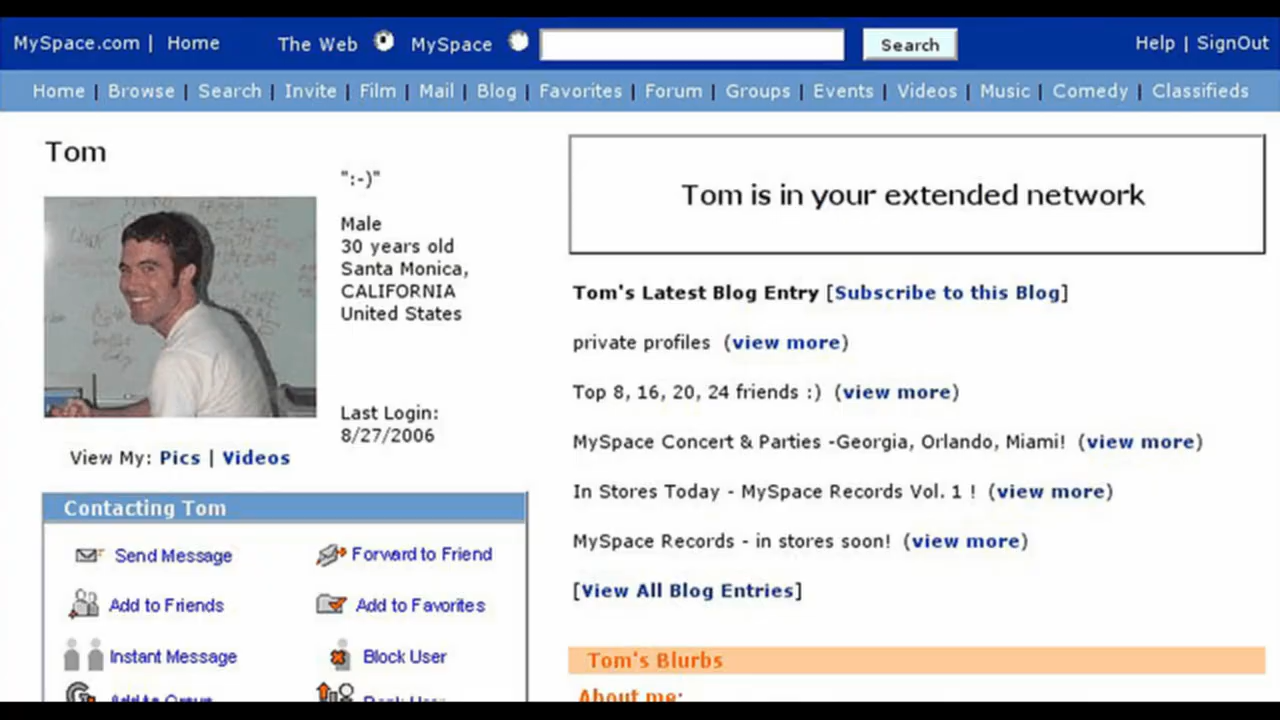 MySpace.com | Home The Web MySpace Search Help | SignOut
Home | Browse | Search | Invite | Film | Mail | Blog | Favorites | Forum | Groups | Events | Videos | Music | Comedy | Classifieds
Tom
":-)"
Male
30 years old
Santa Monica,
CALIFORNIA
United States
Last Login:
8/27/2006
View My: Pics | Videos
Contacting Tom
Send Message
Forward to Friend
Add to Friends
Add to Favorites
Instant Message
Block User
Add to Group
Rank User
Tom is in your extended network
Tom's Latest Blog Entry [Subscribe to this Blog]
private profiles (view more)
Top 8, 16, 20, 24 friends :) (view more)
MySpace Concert & Parties -Georgia, Orlando, Miami! (view more)
In Stores Today - MySpace Records Vol. 1 ! (view more)
MySpace Records - in stores soon! (view more)
[View All Blog Entries]
Tom's Blurbs
About me: